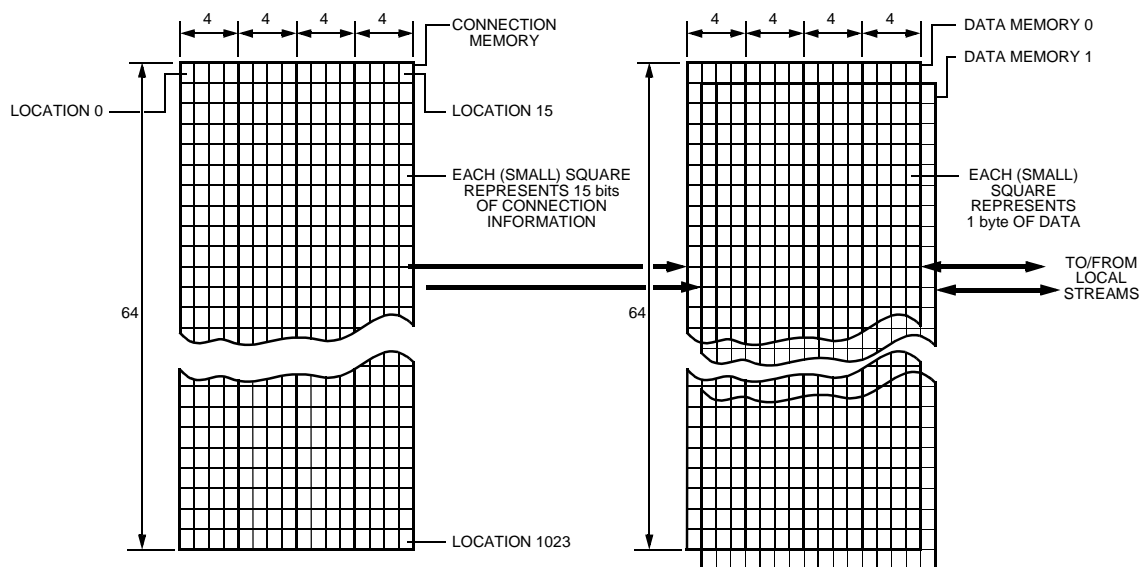 4 4 4 4
CONNECTION
MEMORY
LOCATION 0
LOCATION 15
EACH (SMALL) SQUARE
REPRESENTS 15 bits
OF CONNECTION
INFORMATION
64
LOCATION 1023
4 4 4 4
DATA MEMORY 0
DATA MEMORY 1
EACH (SMALL)
SQUARE
REPRESENTS
1 byte OF DATA
TO/FROM
LOCAL
STREAMS
64